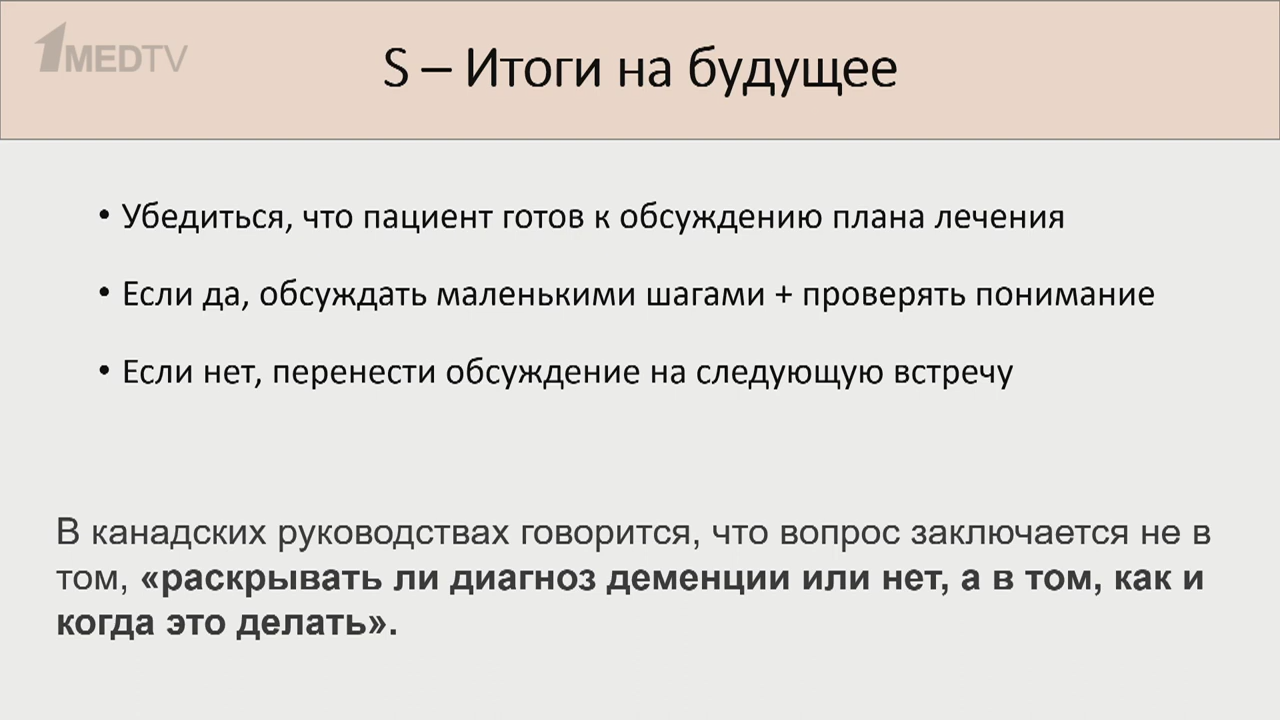 1MEDTV
S – Итоги на будущее
• Убедиться, что пациент готов к обсуждению плана лечения
• Если да, обсуждать маленькими шагами + проверять понимание
• Если нет, перенести обсуждение на следующую встречу
В канадских руководствах говорится, что вопрос заключается не в
том, «раскрывать ли диагноз деменции или нет, а в том, как и
когда это делать».